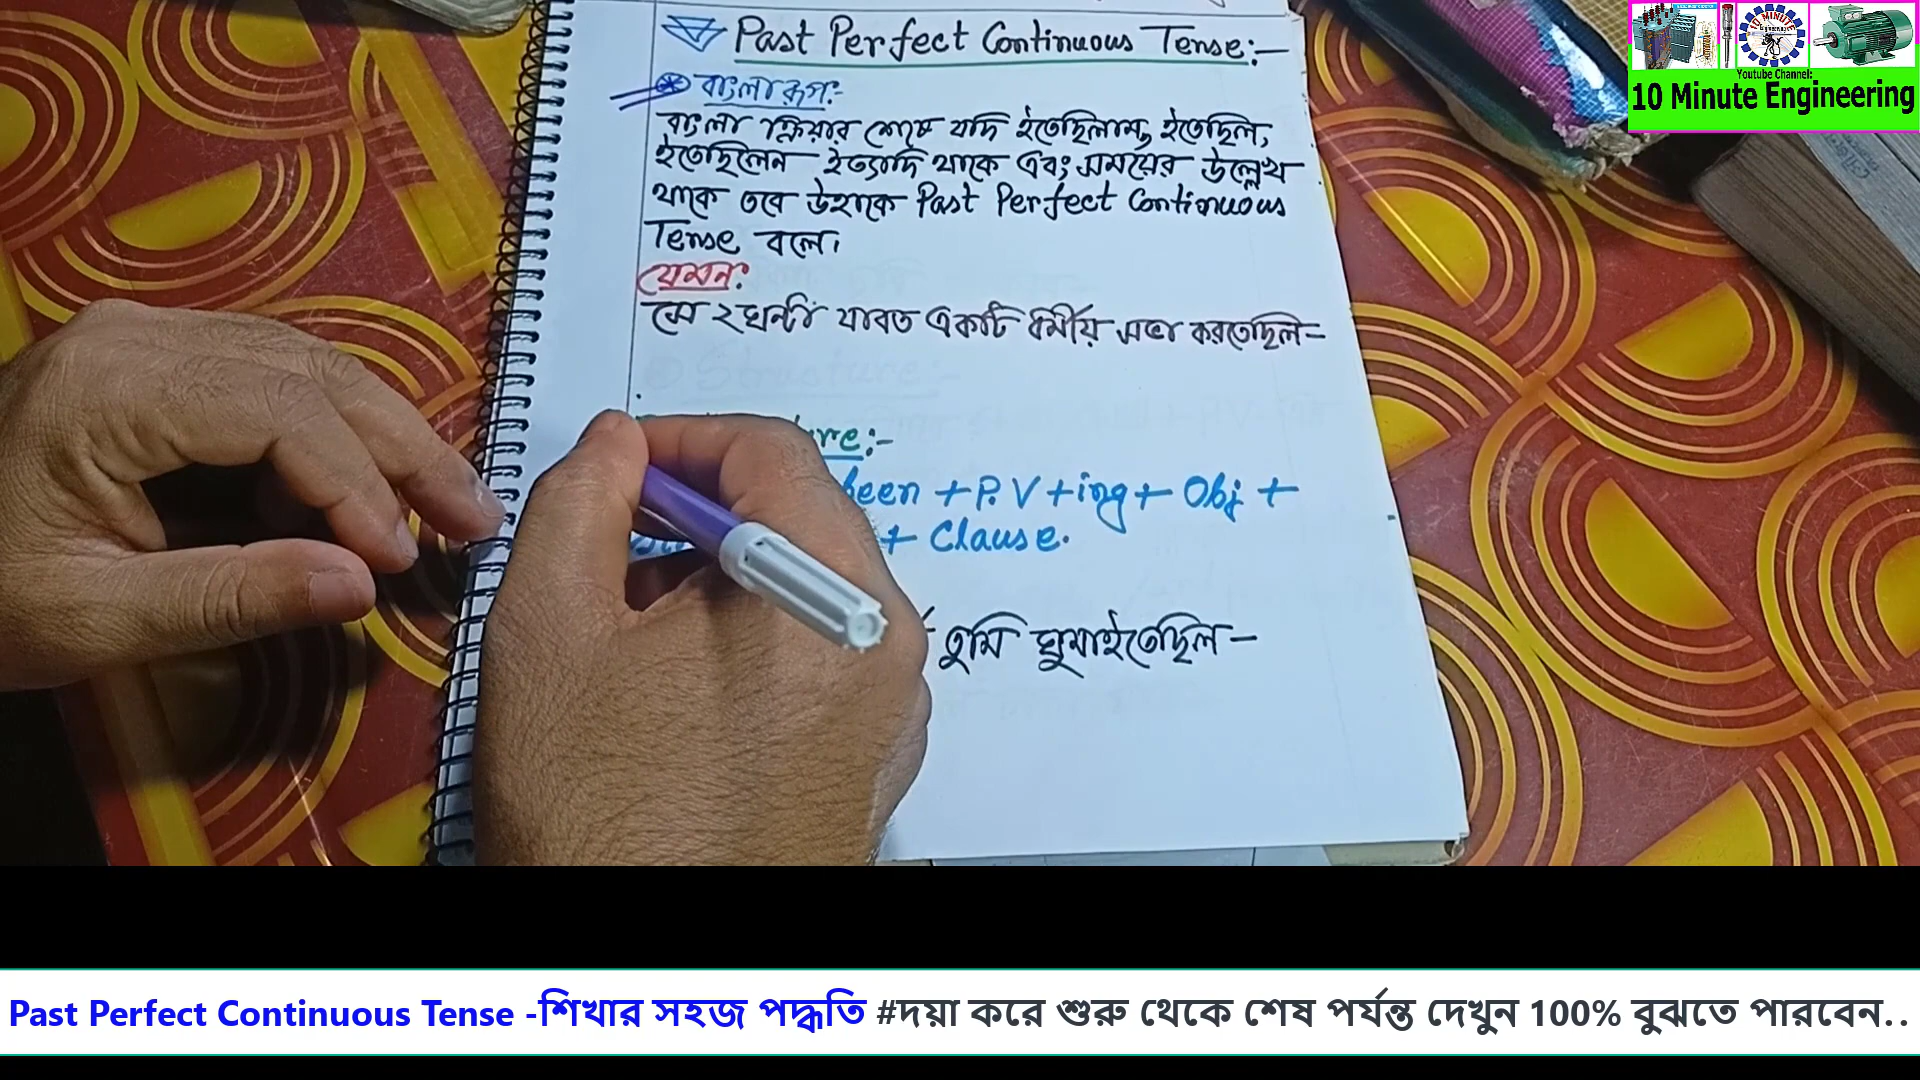 Past Perfect Continuous Tense:-
বাংলারূপ:-
বাংলা ক্রিয়ার শেষে যদি ইতেছিলাম, ইতেছিল,
ইতেছিলেন ইত্যাদি থাকে এবং সময়ের উল্লেখ
থাকে তবে উহাকে Past Perfect Continuous
Tense বলে।
যেমন:
সে ২ ঘন্টা যাবত একটি ধর্মীয় সভা করতেছিল-
been + P.V + ing + Obj +
+ Clause.
তুমি ঘুমাইতেছিল-
Youtube Channel:
10 Minute Engineering
Past Perfect Continuous Tense -শিখার সহজ পদ্ধতি #দয়া করে শুরু থেকে শেষ পর্যন্ত দেখুন 100% বুঝতে পারবেন..